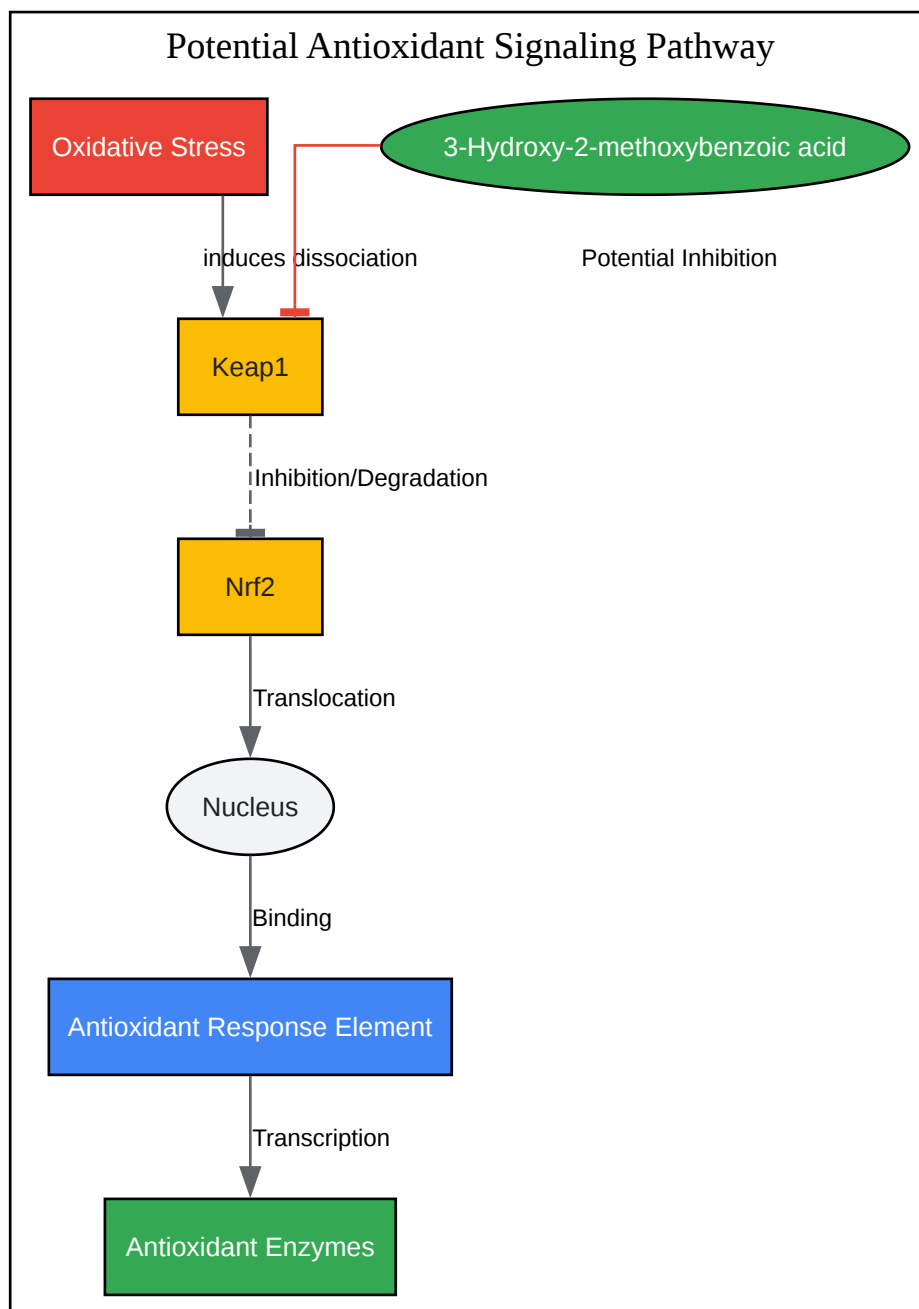 Potential Antioxidant Signaling Pathway
Oxidative Stress
3-Hydroxy-2-methoxybenzoic acid
induces dissociation
Potential Inhibition
Keap1
Inhibition/Degradation
Nrf2
Translocation
Nucleus
Binding
Antioxidant Response Element
Transcription
Antioxidant Enzymes